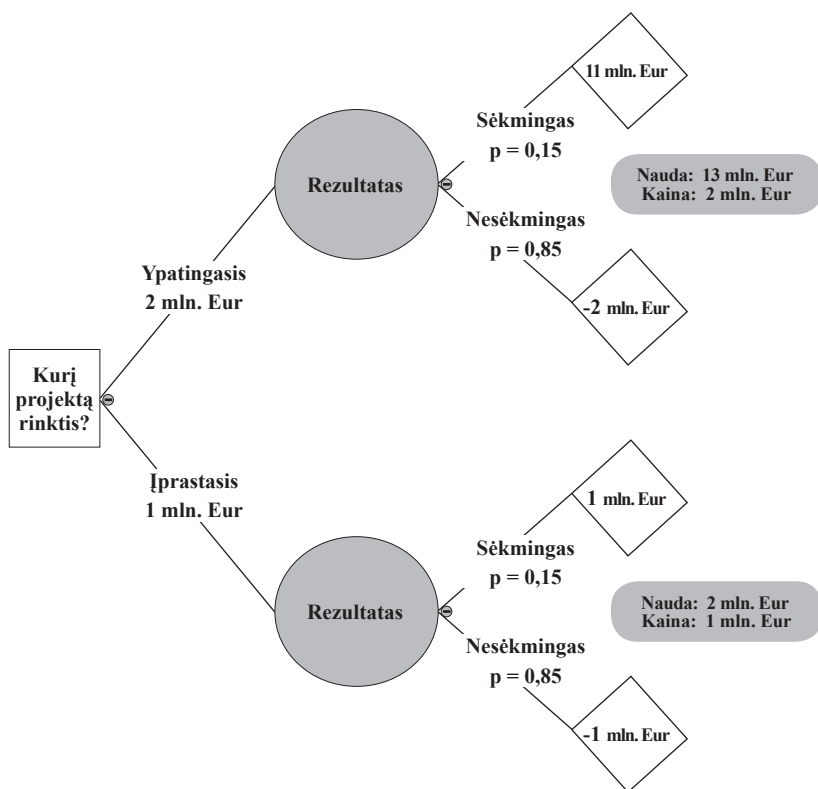 11 mln. Eur
Sėkmingas
p = 0,15
Rezultatas
Nauda: 13 mln. Eur
Kaina: 2 mln. Eur
Nesėkmingas
p = 0,85
Ypatingasis
2 mln. Eur
-2 mln. Eur
Kurį
projektą
rinktis?
Įprastasis
1 mln. Eur
1 mln. Eur
Sėkmingas
p = 0,15
Rezultatas
Nauda: 2 mln. Eur
Kaina: 1 mln. Eur
Nesėkmingas
p = 0,85
-1 mln. Eur